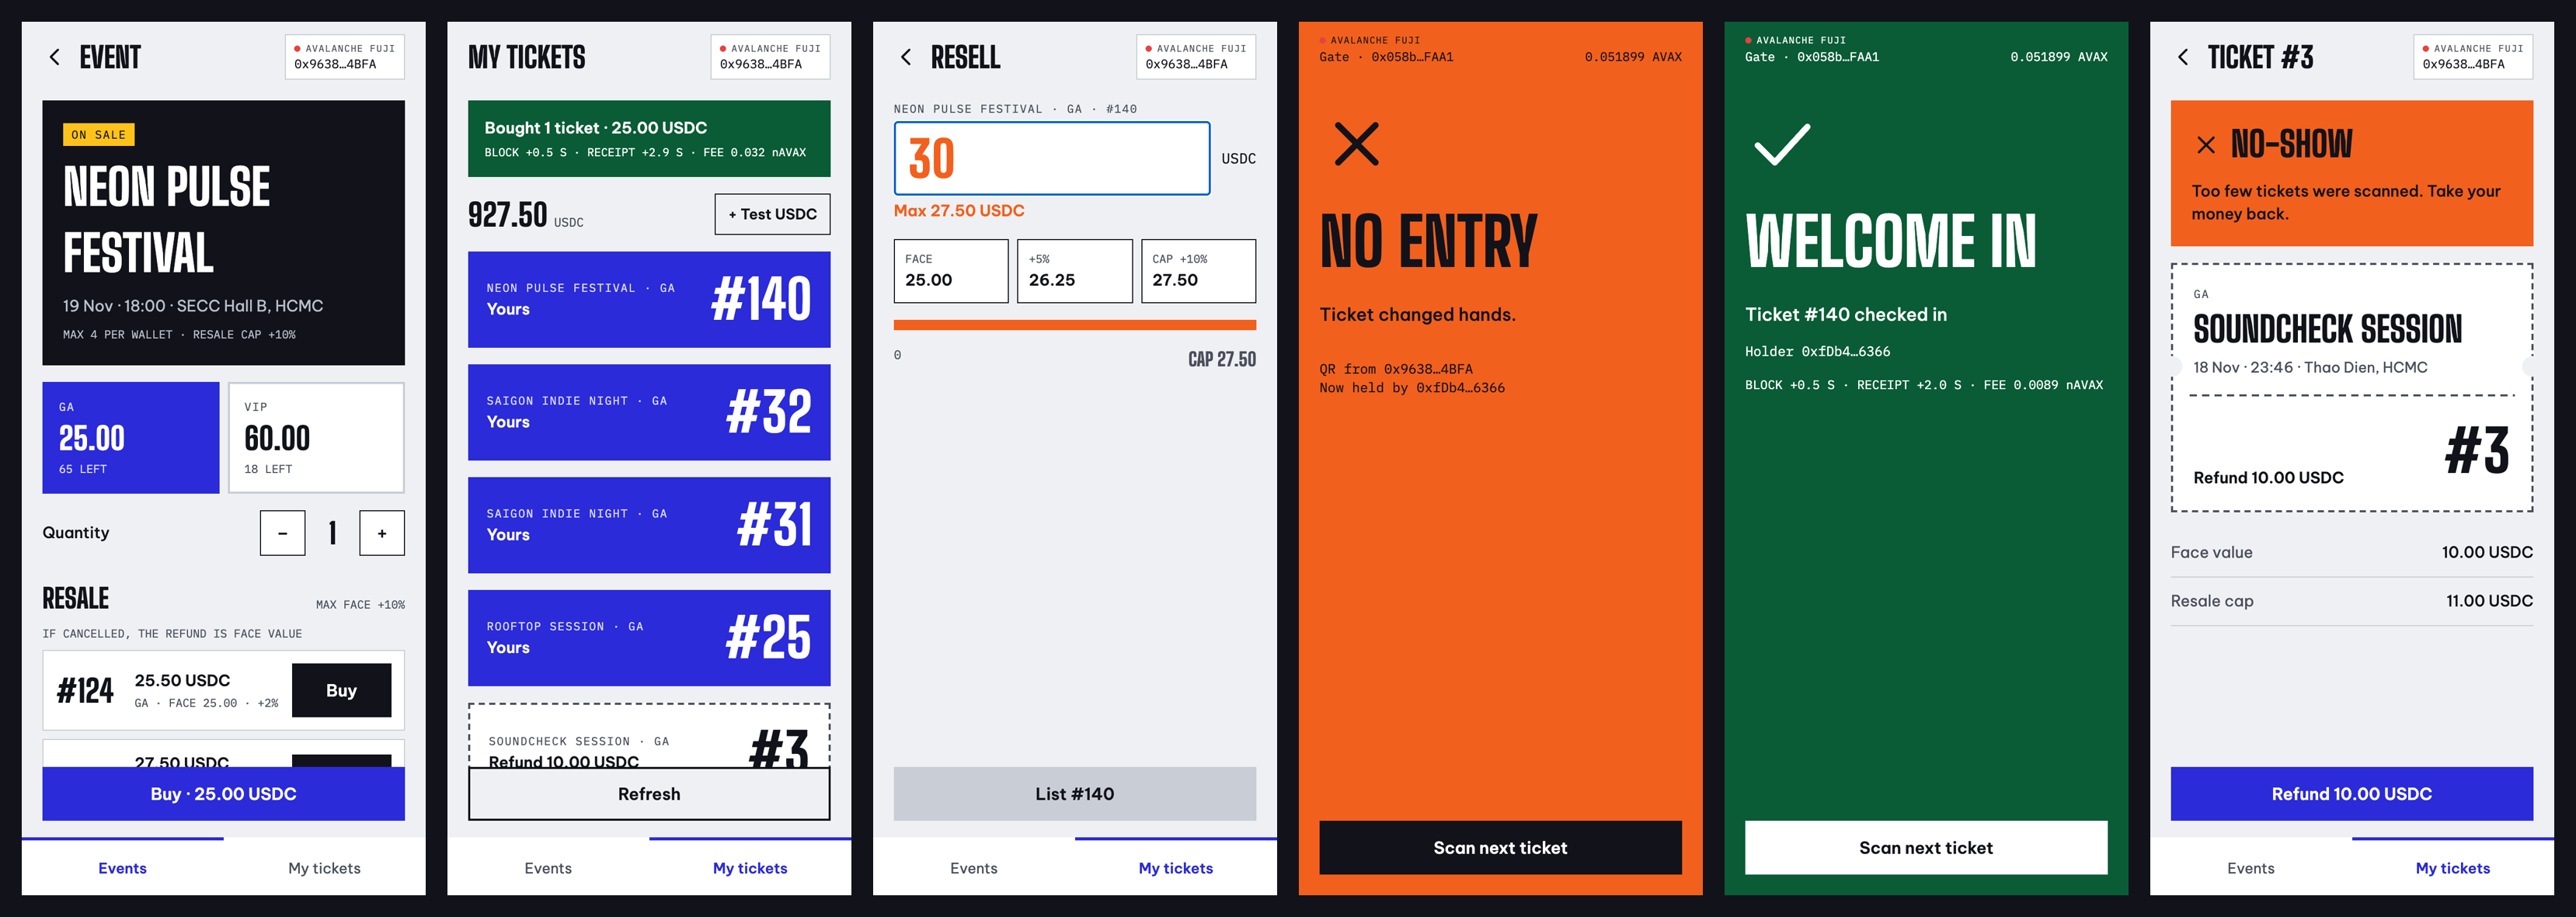 EVENT
AVALANCHE FUJI
0x9638…4BFA
ON SALE
NEON PULSE
FESTIVAL
19 Nov · 18:00 · SECC Hall B, HCMC
MAX 4 PER WALLET · RESALE CAP +10%
GA
25.00
65 LEFT
VIP
60.00
18 LEFT
Quantity
–
1
+
RESALE
MAX FACE +10%
IF CANCELLED, THE REFUND IS FACE VALUE
#124
25.50 USDC
GA · FACE 25.00 · +2%
Buy
27.50 USDC
Buy · 25.00 USDC
Events
My tickets
MY TICKETS
AVALANCHE FUJI
0x9638…4BFA
Bought 1 ticket · 25.00 USDC
BLOCK +0.5 S · RECEIPT +2.9 S · FEE 0.032 nAVAX
927.50 USDC
+ Test USDC
NEON PULSE FESTIVAL · GA
Yours
#140
SAIGON INDIE NIGHT · GA
Yours
#32
SAIGON INDIE NIGHT · GA
Yours
#31
ROOFTOP SESSION · GA
Yours
#25
SOUNDCHECK SESSION · GA
Refund 10.00 USDC
#3
Refresh
Events
My tickets
RESELL
AVALANCHE FUJI
0x9638…4BFA
NEON PULSE FESTIVAL · GA · #140
30
USDC
Max 27.50 USDC
FACE
25.00
+5%
26.25
CAP +10%
27.50
0
CAP 27.50
List #140
Events
My tickets
AVALANCHE FUJI
Gate · 0x058b…FAA1
0.051899 AVAX
NO ENTRY
Ticket changed hands.
QR from 0x9638…4BFA
Now held by 0xfDb4…6366
Scan next ticket
AVALANCHE FUJI
Gate · 0x058b…FAA1
0.051899 AVAX
WELCOME IN
Ticket #140 checked in
Holder 0xfDb4…6366
BLOCK +0.5 S · RECEIPT +2.0 S · FEE 0.0089 nAVAX
Scan next ticket
TICKET #3
AVALANCHE FUJI
0x9638…4BFA
NO-SHOW
Too few tickets were scanned. Take your
money back.
GA
SOUNDCHECK SESSION
18 Nov · 23:46 · Thao Dien, HCMC
#3
Refund 10.00 USDC
Face value
10.00 USDC
Resale cap
11.00 USDC
Refund 10.00 USDC
Events
My tickets